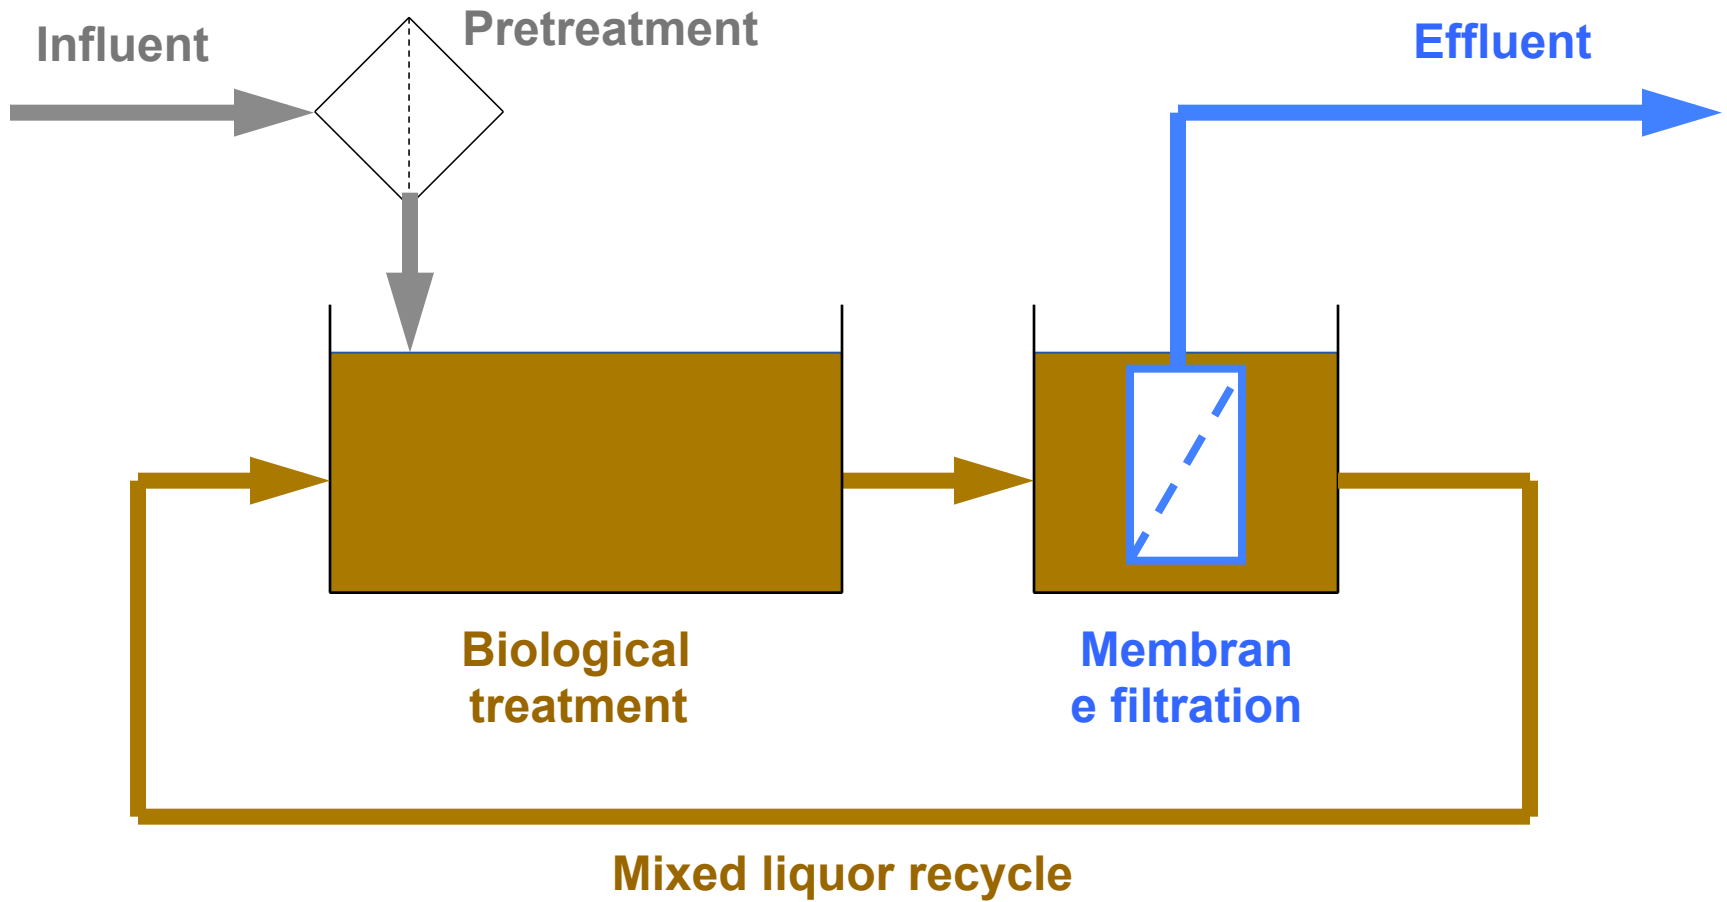 Influent
Pretreatment
Effluent
Biological
treatment
Membran
e filtration
Mixed liquor recycle